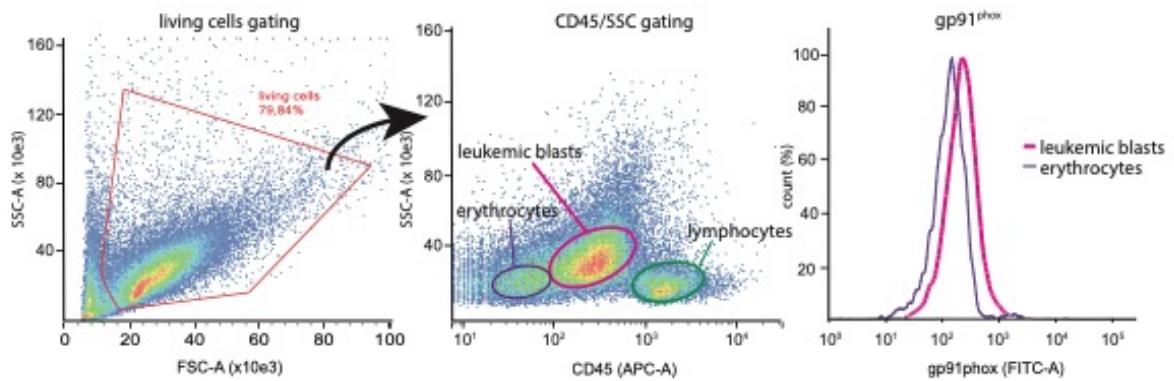 living cells gating
160
120
80
40
SSC-A (x 10e3)
living cells
79,84%
0 20 40 60 80 100
FSC-A (x10e3)
CD45/SSC gating
160
120
80
40
SSC-A (x 10e3)
leukemic blasts
erythrocytes
lymphocytes
10¹ 10² 10³ 10⁴
CD45 (APC-A)
gp91ᵖʰᵒˣ
100
80
60
40
20
count (%)
leukemic blasts
erythrocytes
10⁰ 10¹ 10² 10³ 10⁴ 10⁵
gp91phox (FITC-A)